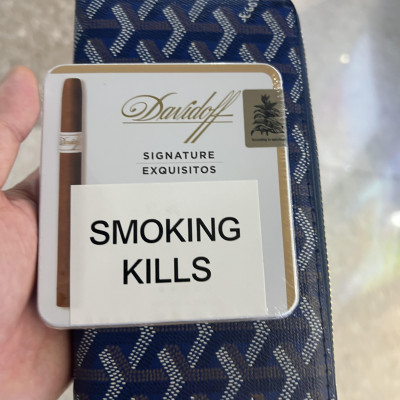 Davidoff
SIGNATURE
EXQUISITOS
SMOKING
KILLS